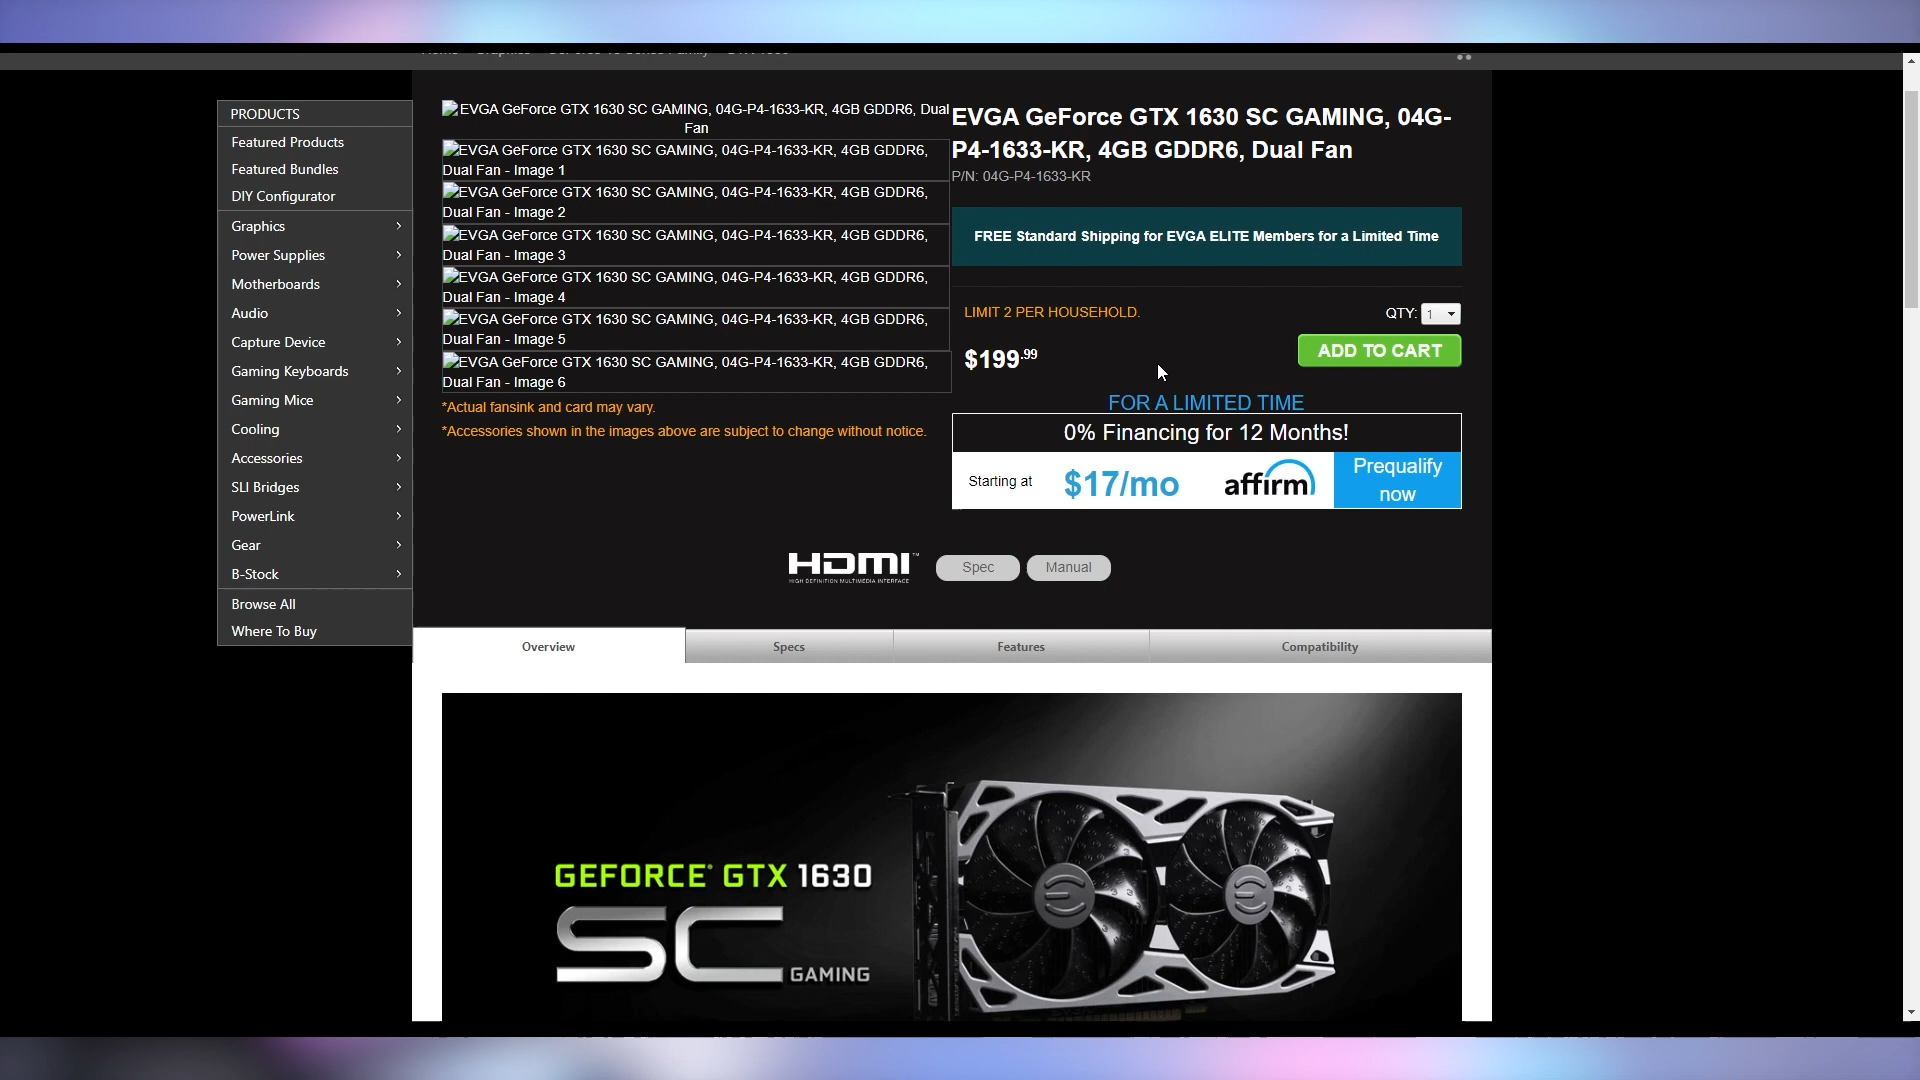 PRODUCTS
Featured Products
Featured Bundles
DIY Configurator
Graphics
Power Supplies
Motherboards
Audio
Capture Device
Gaming Keyboards
Gaming Mice
Cooling
Accessories
SLI Bridges
PowerLink
Gear
B-Stock
Browse All
Where To Buy
EVGA GeForce GTX 1630 SC GAMING, 04G-P4-1633-KR, 4GB GDDR6, Dual
Fan
EVGA GeForce GTX 1630 SC GAMING, 04G-P4-1633-KR, 4GB GDDR6,
Dual Fan - Image 1
EVGA GeForce GTX 1630 SC GAMING, 04G-P4-1633-KR, 4GB GDDR6,
Dual Fan - Image 2
EVGA GeForce GTX 1630 SC GAMING, 04G-P4-1633-KR, 4GB GDDR6,
Dual Fan - Image 3
EVGA GeForce GTX 1630 SC GAMING, 04G-P4-1633-KR, 4GB GDDR6,
Dual Fan - Image 4
EVGA GeForce GTX 1630 SC GAMING, 04G-P4-1633-KR, 4GB GDDR6,
Dual Fan - Image 5
EVGA GeForce GTX 1630 SC GAMING, 04G-P4-1633-KR, 4GB GDDR6,
Dual Fan - Image 6
*Actual fansink and card may vary.
*Accessories shown in the images above are subject to change without notice.
EVGA GeForce GTX 1630 SC GAMING, 04G-
P4-1633-KR, 4GB GDDR6, Dual Fan
P/N: 04G-P4-1633-KR
FREE Standard Shipping for EVGA ELITE Members for a Limited Time
LIMIT 2 PER HOUSEHOLD.
QTY: 1
$199.99
ADD TO CART
FOR A LIMITED TIME
0% Financing for 12 Months!
Starting at $17/mo affirm
Prequalify
now
HDMI™
HIGH DEFINITION MULTIMEDIA INTERFACE
Spec Manual
Overview Specs Features Compatibility
GEFORCE® GTX 1630
SC GAMING